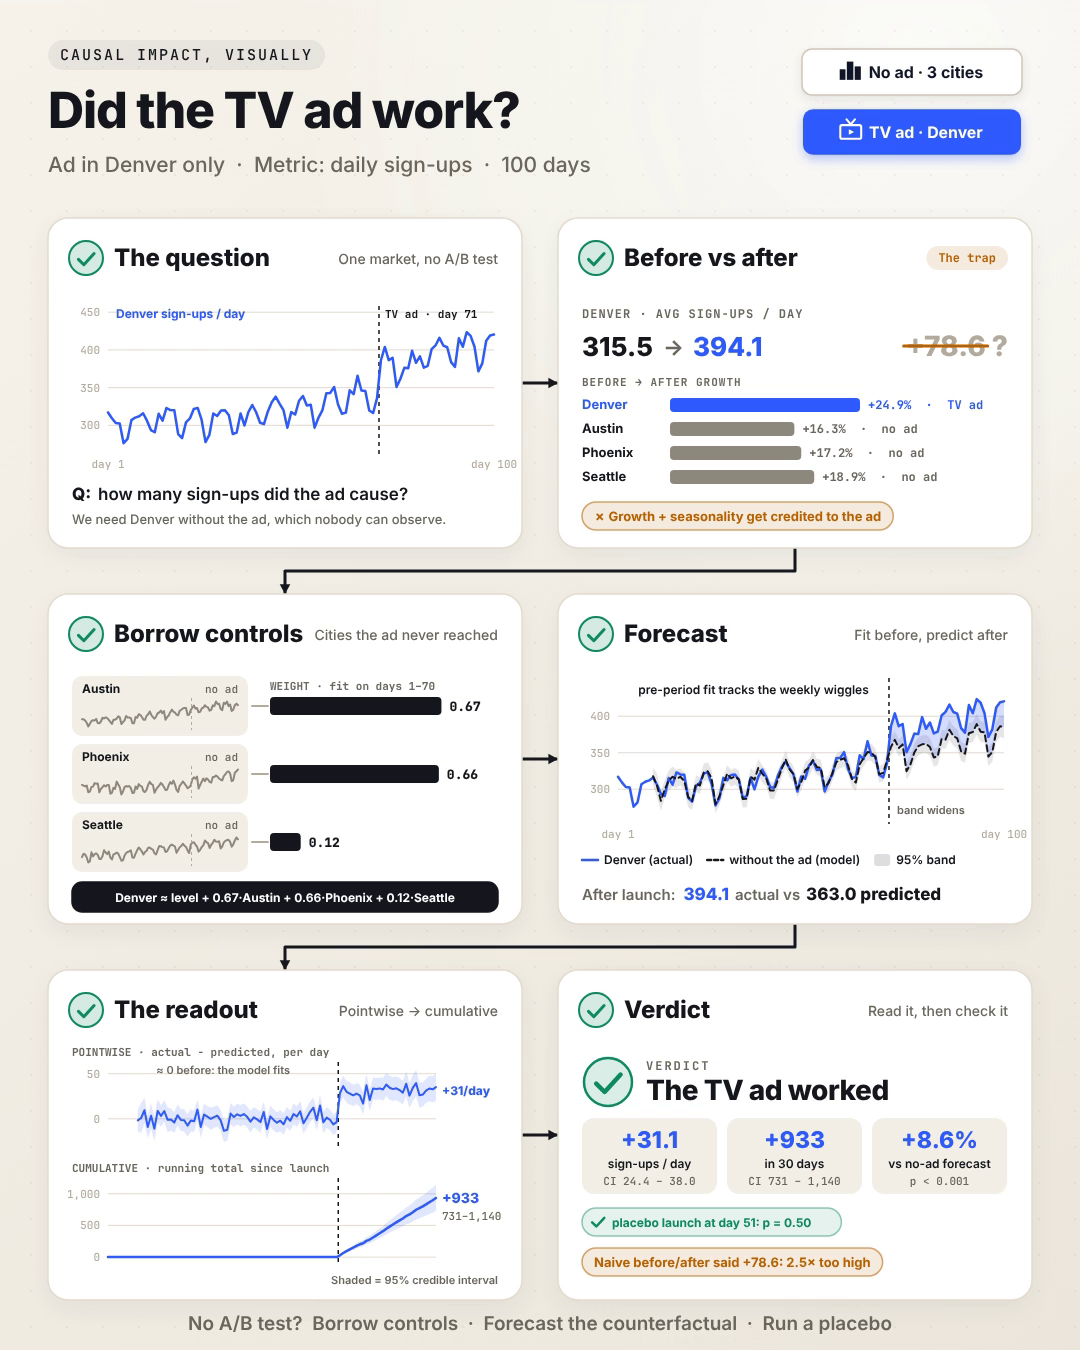 CAUSAL IMPACT, VISUALLY
Did the TV ad work?
Ad in Denver only · Metric: daily sign-ups · 100 days
No ad · 3 cities
TV ad · Denver
The question
One market, no A/B test
450
Denver sign-ups / day
TV ad · day 71
400
350
300
day 1
day 100
Q: how many sign-ups did the ad cause?
We need Denver without the ad, which nobody can observe.
Before vs after
The trap
DENVER · AVG SIGN-UPS / DAY
315.5 → 394.1
+78.6 ?
BEFORE → AFTER GROWTH
Denver +24.9% · TV ad
Austin +16.3% · no ad
Phoenix +17.2% · no ad
Seattle +18.9% · no ad
× Growth + seasonality get credited to the ad
Borrow controls
Cities the ad never reached
WEIGHT · fit on days 1–70
Austin no ad
0.67
Phoenix no ad
0.66
Seattle no ad
0.12
Denver ≈ level + 0.67·Austin + 0.66·Phoenix + 0.12·Seattle
Forecast
Fit before, predict after
pre-period fit tracks the weekly wiggles
400
350
300
band widens
day 1
day 100
Denver (actual)
without the ad (model)
95% band
After launch: 394.1 actual vs 363.0 predicted
The readout
Pointwise → cumulative
POINTWISE · actual - predicted, per day
≈ 0 before: the model fits
50
0
+31/day
CUMULATIVE · running total since launch
1,000
500
0
+933
731–1,140
Shaded = 95% credible interval
Verdict
Read it, then check it
VERDICT
The TV ad worked
+31.1
sign-ups / day
CI 24.4 – 38.0
+933
in 30 days
CI 731 – 1,140
+8.6%
vs no-ad forecast
p < 0.001
placebo launch at day 51: p = 0.50
Naive before/after said +78.6: 2.5× too high
No A/B test? Borrow controls · Forecast the counterfactual · Run a placebo